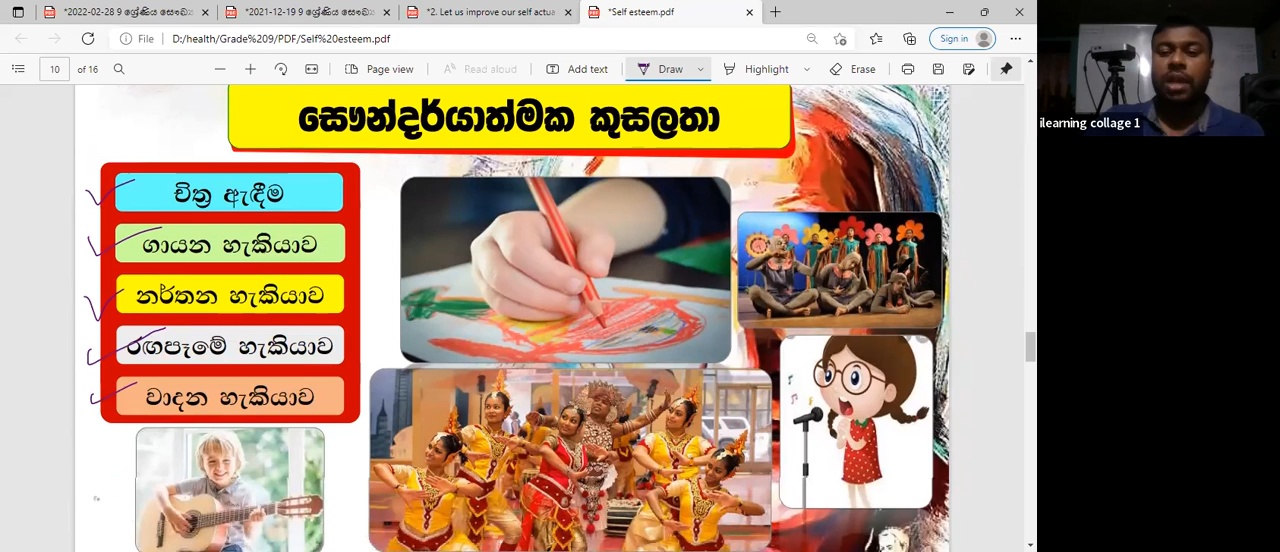 *2022-02-28 9 ශ්‍රේණිය සෞඛ්‍ය
*2021-12-19 9 ශ්‍රේණිය සෞඛ්‍ය
*2. Let us improve our self actua
*Self esteem.pdf
File
D:/health/Grade%209/PDF/Self%20esteem.pdf
Sign in
10 of 16
Page view
Read aloud
Add text
Draw
Highlight
Erase
සෞන්දර්යාත්මක කුසලතා
චිත්‍ර ඇඳීම
ගායන හැකියාව
නර්තන හැකියාව
රඟපෑමේ හැකියාව
වාදන හැකියාව
ilearning collage 1